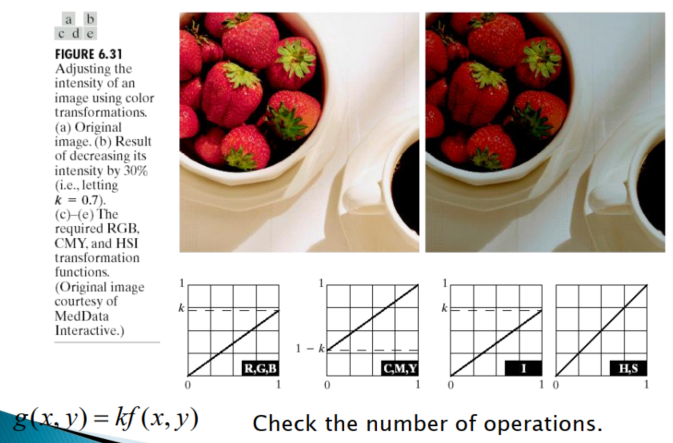 a b
c d e
FIGURE 6.31
Adjusting the
intensity of an
image using color
transformations.
(a) Original
image. (b) Result
of decreasing its
intensity by 30%
(i.e., letting
k = 0.7).
(c)–(e) The
required RGB,
CMY, and HSI
transformation
functions.
(Original image
courtesy of
MedData
Interactive.)
1
k
R,G,B
0 1
1
1 – k
C,M,Y
0 1
1
k
I
0 1
H,S
0 1
g(x, y) = kf (x, y)
Check the number of operations.